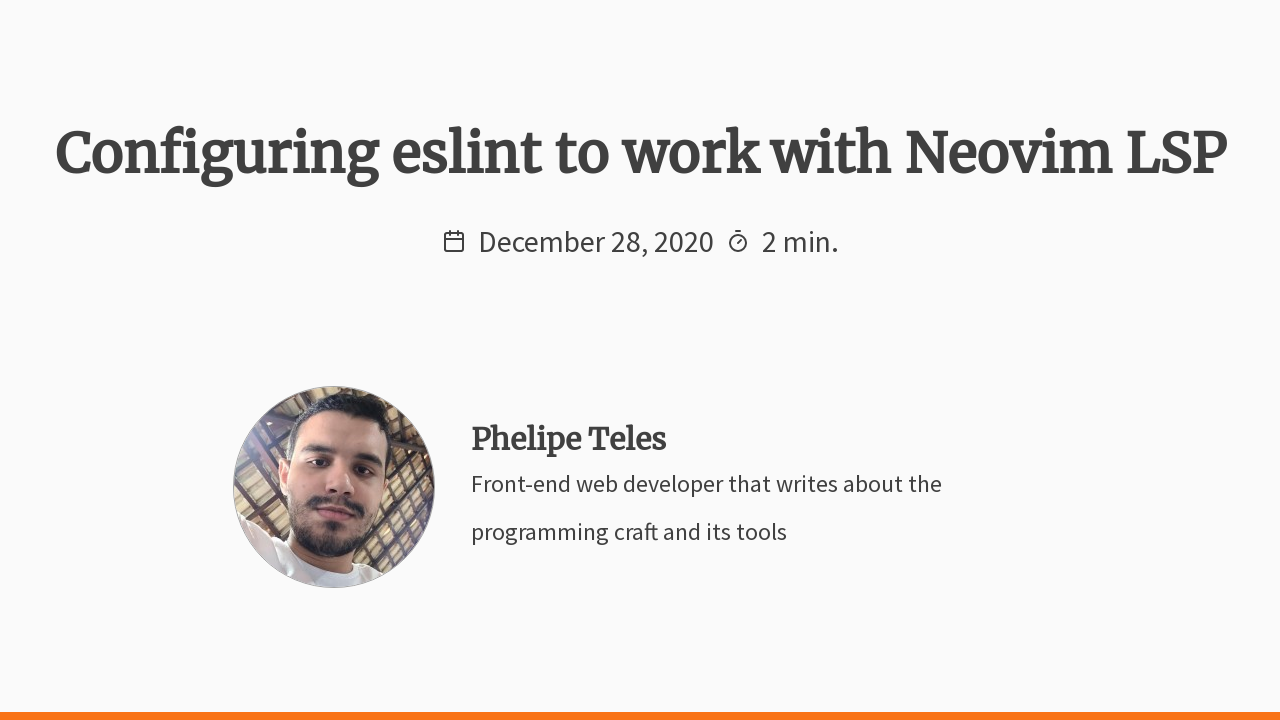 Configuring eslint to work with Neovim LSP
December 28, 2020 2 min.
Phelipe Teles
Front-end web developer that writes about the
programming craft and its tools